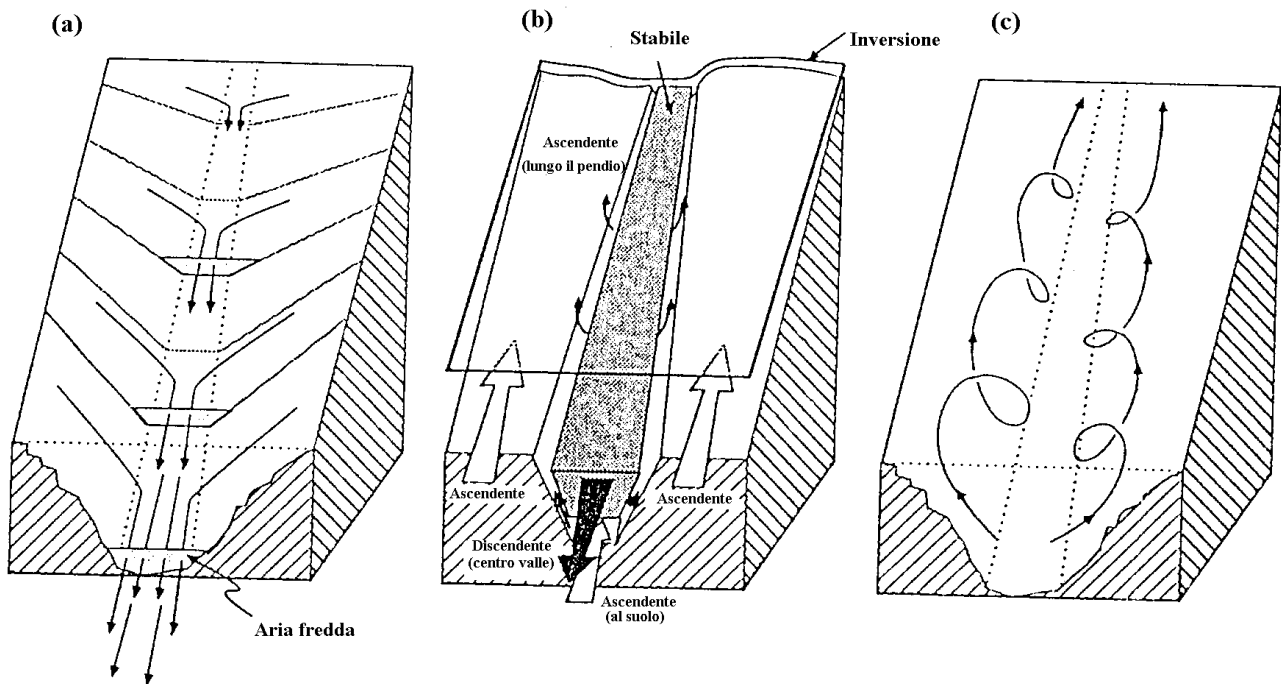 (a)
Aria fredda
(b)
Stabile
Inversione
Ascendente
(lungo il pendio)
Ascendente
Ascendente
Discendente
(centro valle)
Ascendente
(al suolo)
(c)